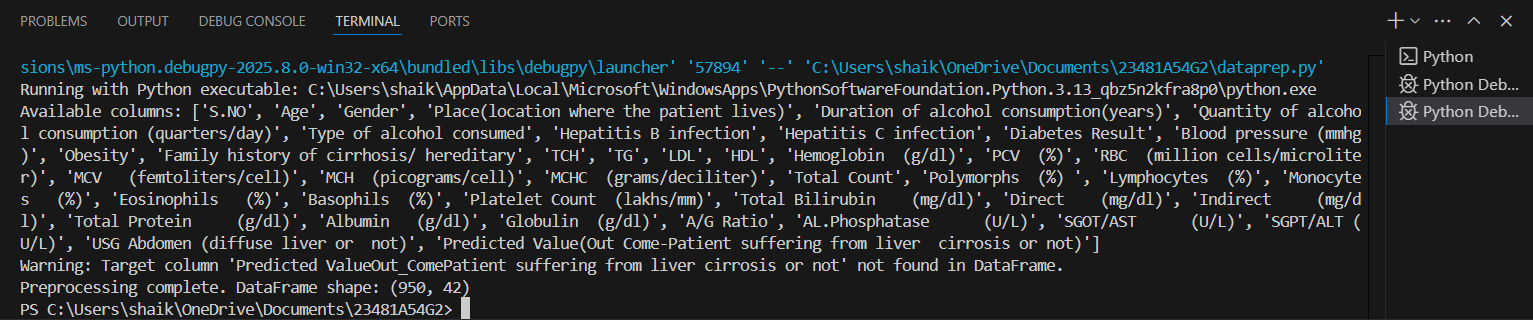 PROBLEMS OUTPUT DEBUG CONSOLE TERMINAL PORTS
sions\ms-python.debugpy-2025.8.0-win32-x64\bundled\libs\debugpy\launcher' '57894' '--' 'C:\Users\shaik\OneDrive\Documents\23481A54G2\dataprep.py'
Running with Python executable: C:\Users\shaik\AppData\Local\Microsoft\WindowsApps\PythonSoftwareFoundation.Python.3.13_qbz5n2kfra8p0\python.exe
Available columns: ['S.NO', 'Age', 'Gender', 'Place(location where the patient lives)', 'Duration of alcohol consumption(years)', 'Quantity of alcoho
l consumption (quarters/day)', 'Type of alcohol consumed', 'Hepatitis B infection', 'Hepatitis C infection', 'Diabetes Result', 'Blood pressure (mmhg
)', 'Obesity', 'Family history of cirrhosis/ hereditary', 'TCH', 'TG', 'LDL', 'HDL', 'Hemoglobin  (g/dl)', 'PCV  (%)', 'RBC  (million cells/microlite
r)', 'MCV   (femtoliters/cell)', 'MCH  (picograms/cell)', 'MCHC  (grams/deciliter)', 'Total Count', 'Polymorphs  (%) ', 'Lymphocytes  (%)', 'Monocyte
s   (%)', 'Eosinophils   (%)', 'Basophils  (%)', 'Platelet Count  (lakhs/mm)', 'Total Bilirubin    (mg/dl)', 'Direct    (mg/dl)', 'Indirect     (mg/d
l)', 'Total Protein     (g/dl)', 'Albumin   (g/dl)', 'Globulin  (g/dl)', 'A/G Ratio', 'AL.Phosphatase      (U/L)', 'SGOT/AST      (U/L)', 'SGPT/ALT (
U/L)', 'USG Abdomen (diffuse liver or  not)', 'Predicted Value(Out Come-Patient suffering from liver  cirrosis or not)']
Warning: Target column 'Predicted ValueOut_ComePatient suffering from liver cirrosis or not' not found in DataFrame.
Preprocessing complete. DataFrame shape: (950, 42)
PS C:\Users\shaik\OneDrive\Documents\23481A54G2>
Python
Python Deb...
Python Deb...